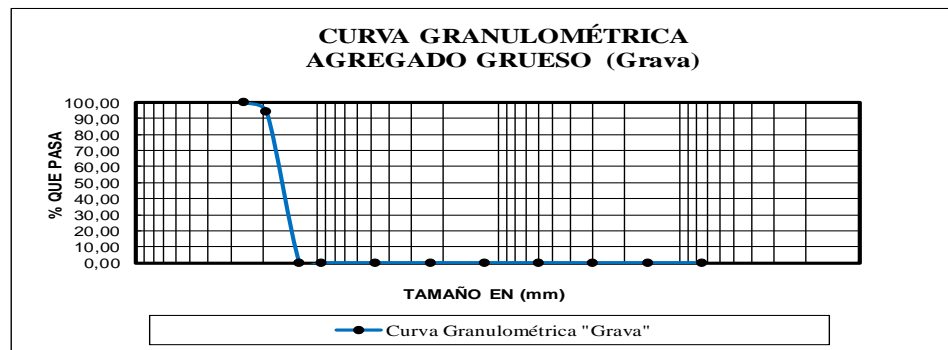 CURVA GRANULOMÉTRICA
AGREGADO GRUESO (Grava)
% QUE PASA
100,00
90,00
80,00
70,00
60,00
50,00
40,00
30,00
20,00
10,00
0,00
TAMAÑO EN (mm)
Curva Granulométrica "Grava"